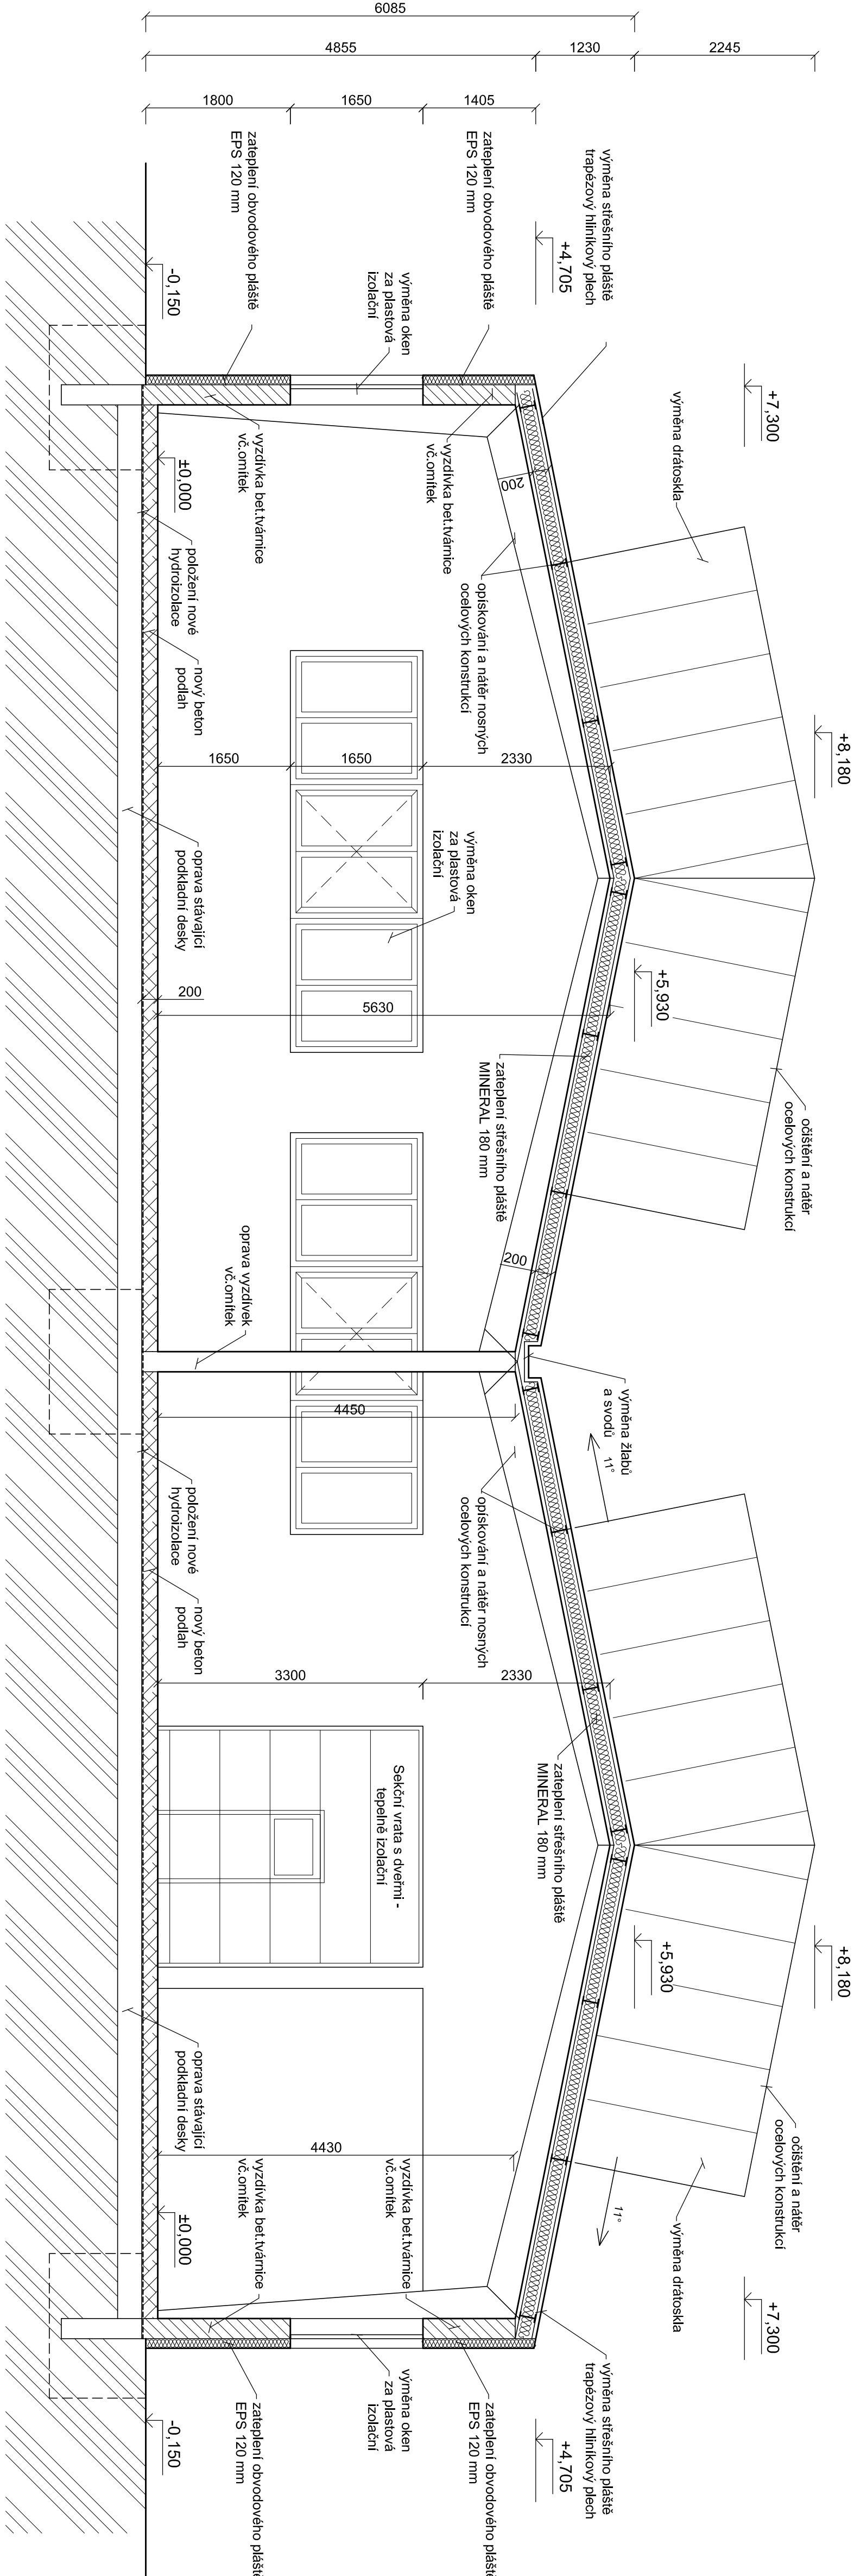 6085
4855
1230
2245
1800
1650
1405
zateplení obvodového pláště
EPS 120 mm
zateplení obvodového pláště
EPS 120 mm
výměna střešního pláště
trapézový hliníkový plech
+4,705
-0,150
výměna oken
za plastová
izolační
+7,300
výměna drátoskla
±0,000
vyzdívka bet.tvárnice
vč.omítek
vyzdívka bet.tvárnice
vč.omítek
200
položení nové
hydroizolace
opískování a nátěr nosných
ocelových konstrukcí
nový beton
podlah
+8,180
1650
1650
2330
výměna oken
za plastová
izolační
oprava stávající
podkladní desky
200
5630
+5,930
zateplení střešního pláště
MINERAL 180 mm
očištění a nátěr
ocelových konstrukcí
oprava vyzdívek
vč.omítek
200
výměna žlabů
a svodů
11°
4450
položení nové
hydroizolace
opískování a nátěr nosných
ocelových konstrukcí
nový beton
podlah
3300
2330
Sekční vrata s dveřmi -
tepelně izolační
zateplení střešního pláště
MINERAL 180 mm
+5,930
+8,180
oprava stávající
podkladní desky
očištění a nátěr
ocelových konstrukcí
4430
vyzdívka bet.tvárnice
vč.omítek
vyzdívka bet.tvárnice
vč.omítek
±0,000
11°
výměna drátoskla
+7,300
výměna střešního pláště
trapézový hliníkový plech
výměna oken
za plastová
izolační
-0,150
zateplení obvodového pláště
EPS 120 mm
zateplení obvodového pláště
EPS 120 mm
+4,705